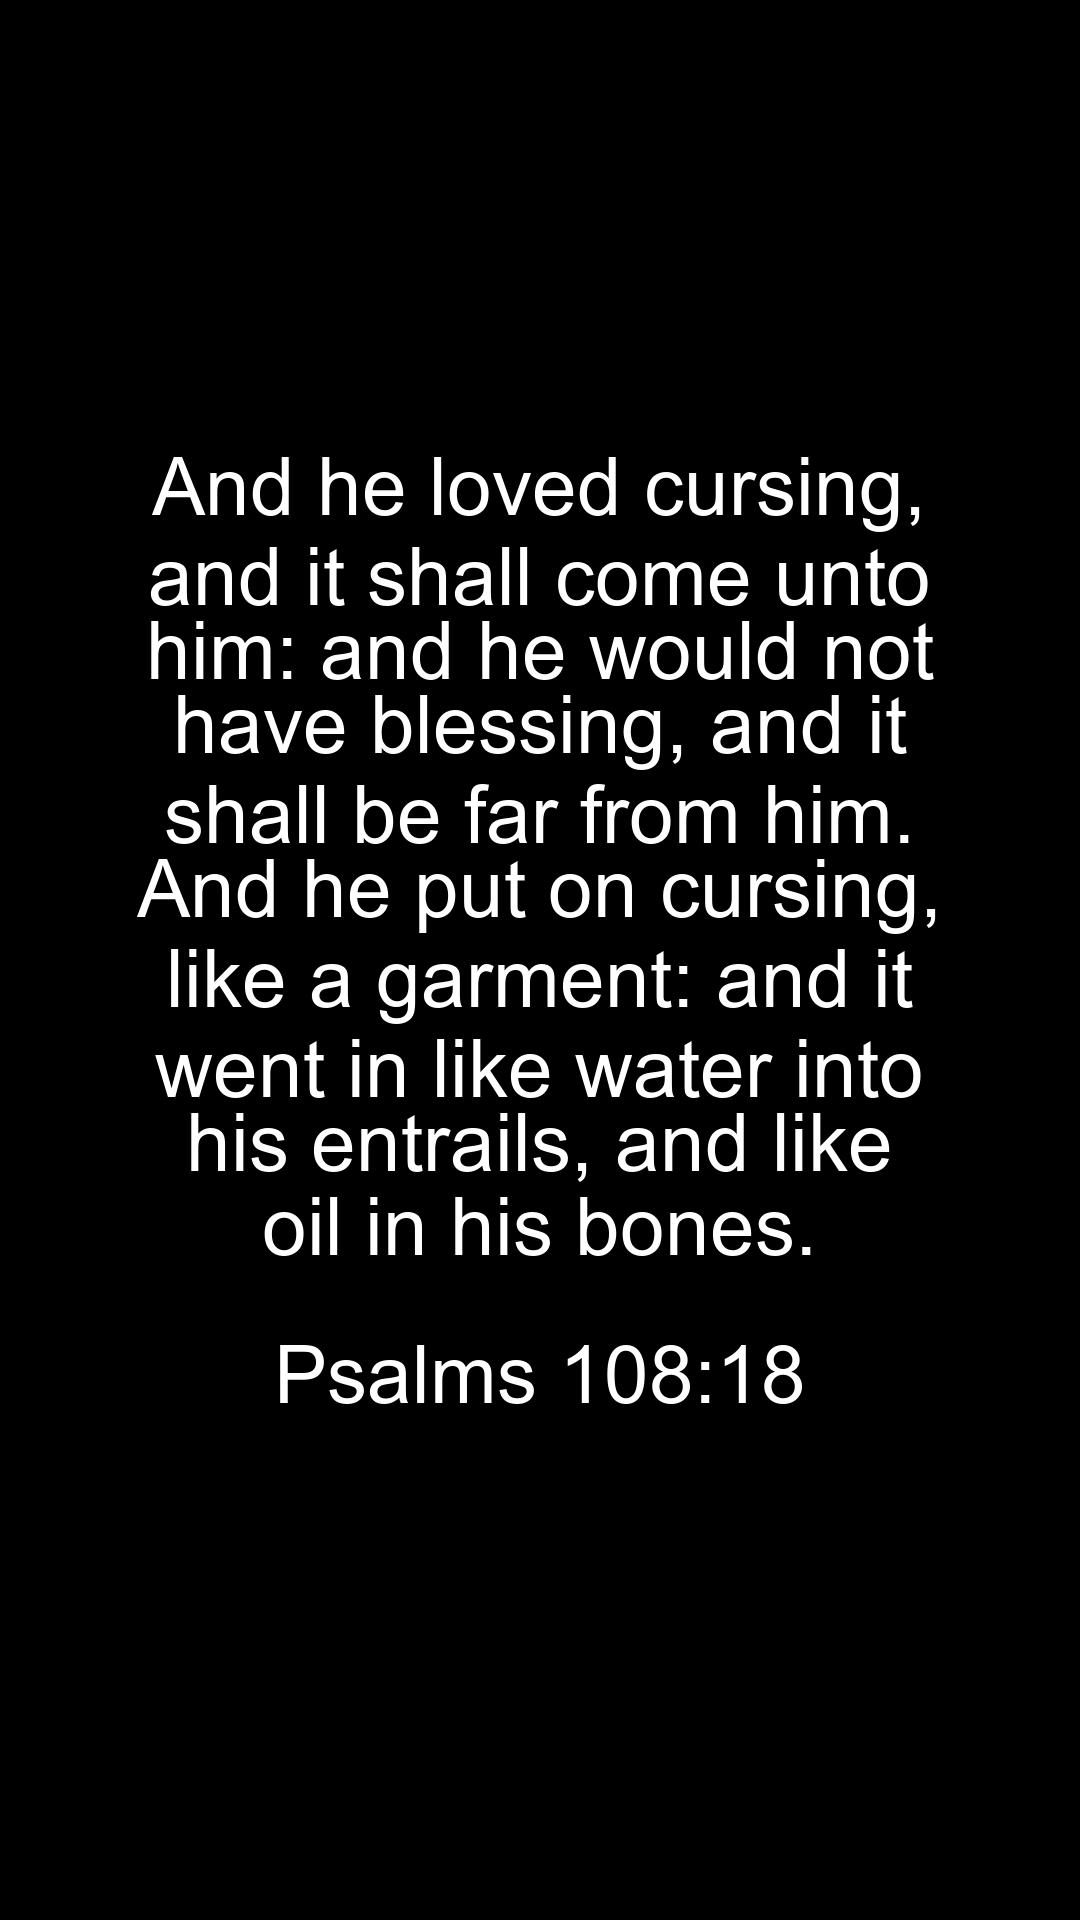 And he loved cursing,
and it shall come unto
him: and he would not
have blessing, and it
shall be far from him.
And he put on cursing,
like a garment: and it
went in like water into
his entrails, and like
oil in his bones.
Psalms 108:18